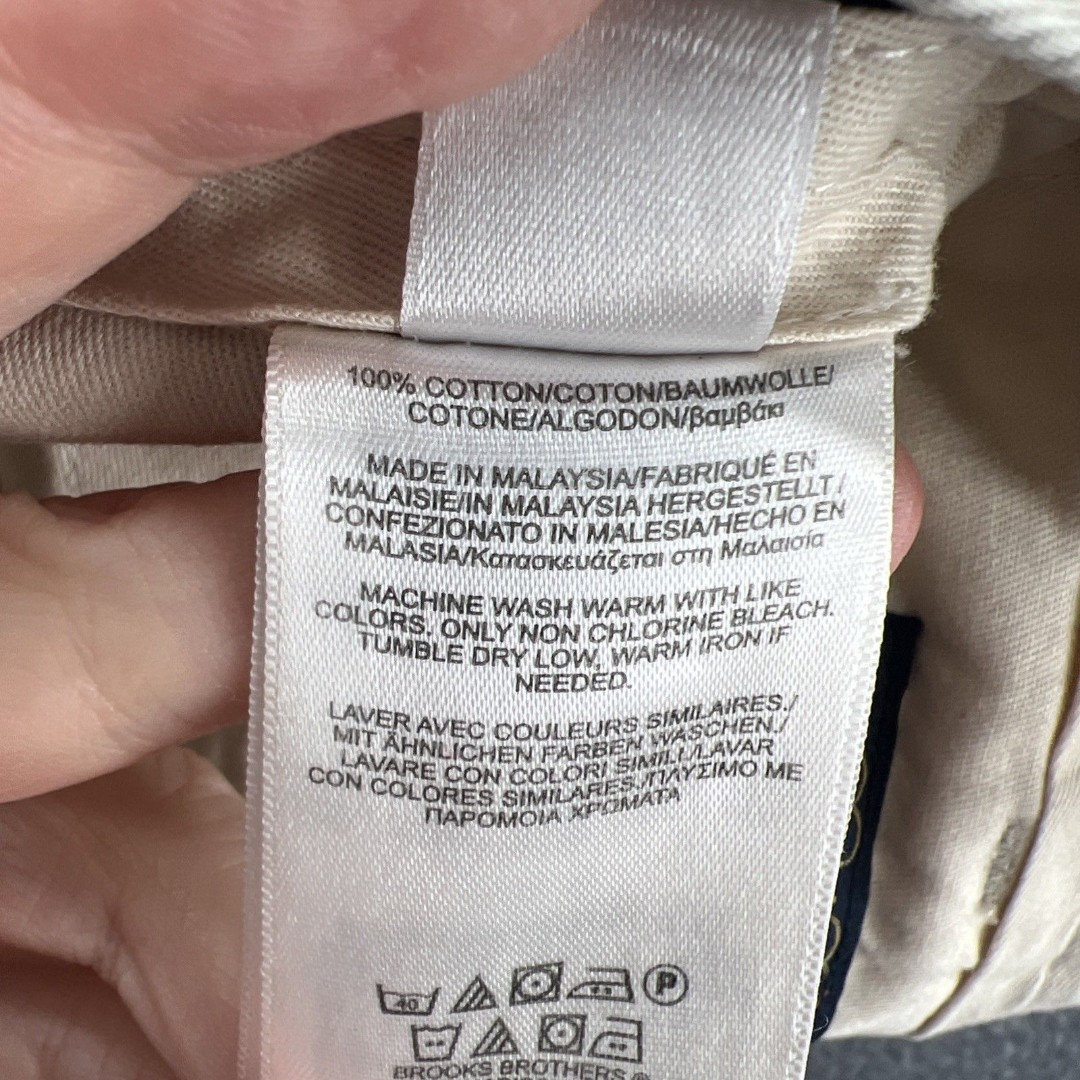 100% COTTON/COTON/BAUMWOLLE/
COTONE/ALGODON/βαμβάκι
MADE IN MALAYSIA/FABRIQUÉ EN
MALAISIE/IN MALAYSIA HERGESTELLT/
CONFEZIONATO IN MALESIA/HECHO EN
MALASIA/Κατασκευάζεται στη Μαλαισία
MACHINE WASH WARM WITH LIKE
COLORS. ONLY NON CHLORINE BLEACH.
TUMBLE DRY LOW. WARM IRON IF
NEEDED.
LAVER AVEC COULEURS SIMILAIRES./
MIT ÄHNLICHEN FARBEN WASCHEN./
LAVARE CON COLORI SIMILI/LAVAR
CON COLORES SIMILARES./ΠΛΥΣΙΜΟ ΜΕ
ΠΑΡΟΜΟΙΑ ΧΡΩΜΑΤΑ
40 P
BROOKS BROTHERS ®